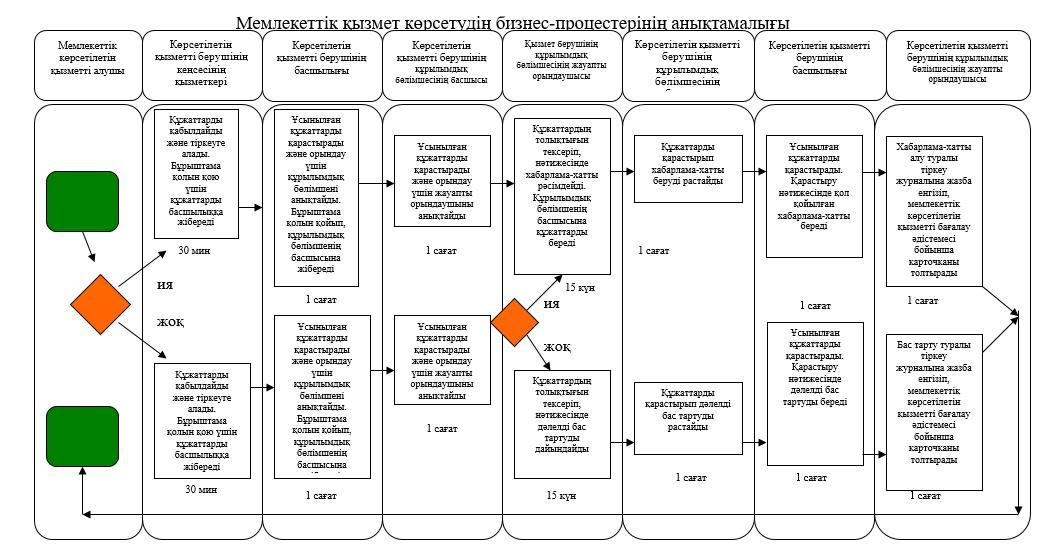 Мемлекеттік қызмет көрсетудің бизнес-процестерінің анықтамалығы
Мемлекеттік
көрсетілетін
қызметті алушы
Көрсетілетін
қызметті берушінің
кеңсесінің
қызметкері
Көрсетілетін
қызметті берушінің
басшылығы
Көрсетілетін
қызметті берушінің
құрылымдық
бөлімшесінің басшысы
Қызмет берушінің
құрылымдық
бөлімшесінің жауапты
орындаушысы
Көрсетілетін қызметті
берушінің
құрылымдық
бөлімшесінің
Көрсетілетін қызметті
берушінің
басшылығы
Көрсетілетін қызметті
берушінің құрылымдық
бөлімшесінің жауапты
орындаушысы
Құжаттарды
қабылдайды
және тіркеуге
алады.
Бұрыштама
қолын қою
үшін
құжаттарды
басшылыққа
жібереді
30 мин
Ұсынылған
құжаттарды
қарастырады
және орындау
үшін
құрылымдық
бөлімшені
анықтайды.
Бұрыштама
қолын қойып,
құрылымдық
бөлімшенің
басшысына
жібереді
1 сағат
Ұсынылған
құжаттарды
қарастырады
және орындау
үшін жауапты
орындаушыны
анықтайды
1 сағат
Құжаттардың
толықтығын
тексеріп,
нәтижесінде
хабарлама-хатты
рәсімдейді.
Құрылымдық
бөлімшенің
басшысына
құжаттарды
береді
15 күн
Құжаттарды
қарастырып
хабарлама-хатты
беруді растайды
1 сағат
Ұсынылған
құжаттарды
қарастырады.
Қарастыру
нәтижесінде қол
қойылған
хабарлама-хатты
береді
1 сағат
Хабарлама-хатты
алу туралы
тіркеу
журналына жазба
енгізіп,
мемлекеттік
көрсетілетін
қызметті бағалау
әдістемесі
бойынша
карточканы
толтырады
1 сағат
ИЯ
ЖОҚ
ИЯ
ЖОҚ
Құжаттарды
қабылдайды
және тіркеуге
алады.
Бұрыштама
қолын қою үшін
құжаттарды
басшылыққа
жібереді
30 мин
Ұсынылған
құжаттарды
қарастырады
және орындау
үшін
құрылымдық
бөлімшені
анықтайды.
Бұрыштама
қолын қойып,
құрылымдық
бөлімшенің
басшысына
1 сағат
Ұсынылған
құжаттарды
қарастырады
және орындау
үшін жауапты
орындаушыны
анықтайды
1 сағат
Құжаттардың
толықтығын
тексеріп,
нәтижесінде
дәлелді бас
тартуды
дайындайды
15 күн
Құжаттарды
қарастырып дәлелді
бас тартуды
растайды
1 сағат
Ұсынылған
құжаттарды
қарастырады.
Қарастыру
нәтижесінде
дәлелді бас
тартуды береді
1 сағат
Бас тарту туралы
тіркеу
журналына жазба
енгізіп,
мемлекеттік
көрсетілетін
қызметті бағалау
әдістемесі
бойынша
карточканы
толтырады
1 сағат